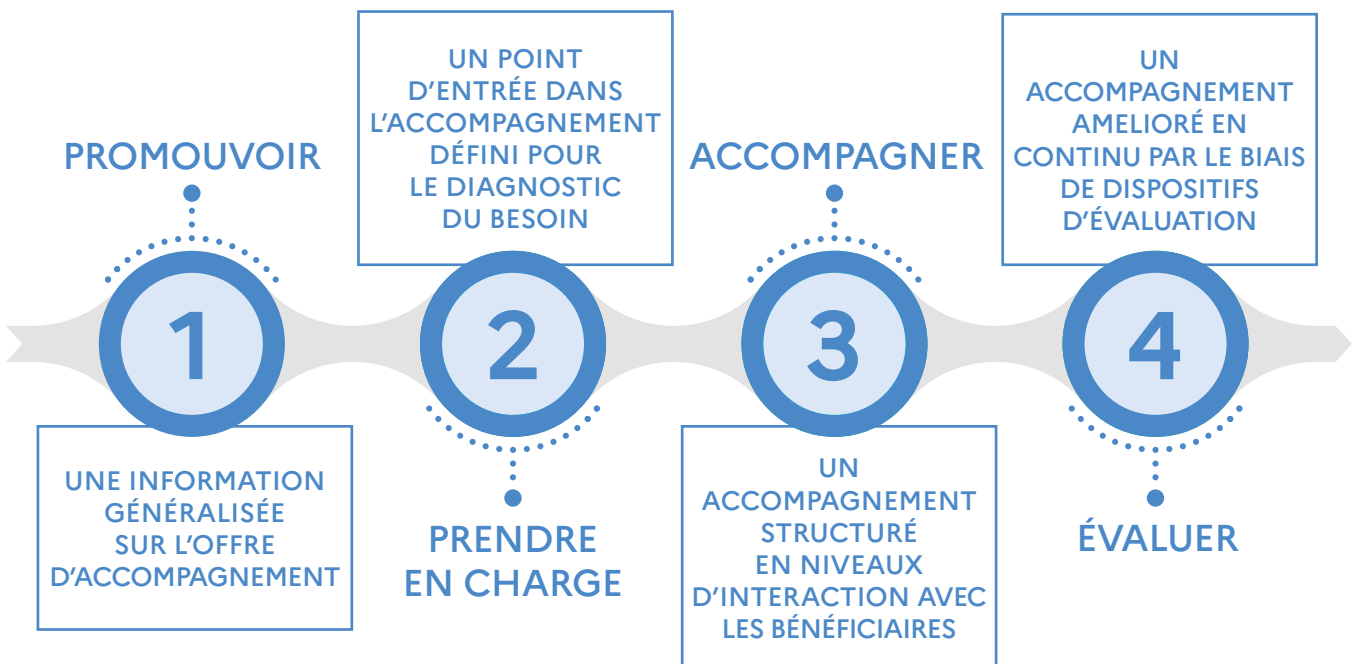 PROMOUVOIR
1
UNE INFORMATION
GÉNÉRALISÉE
SUR L'OFFRE
D'ACCOMPAGNEMENT
UN POINT
D'ENTRÉE DANS
L'ACCOMPAGNEMENT
DÉFINI POUR
LE DIAGNOSTIC
DU BESOIN
2
PRENDRE
EN CHARGE
ACCOMPAGNER
3
UN
ACCOMPAGNEMENT
STRUCTURÉ
EN NIVEAUX
D'INTERACTION AVEC
LES BÉNÉFICIAIRES
UN
ACCOMPAGNEMENT
AMELIORÉ EN
CONTINU PAR LE BIAIS
DE DISPOSITIFS
D'ÉVALUATION
4
ÉVALUER